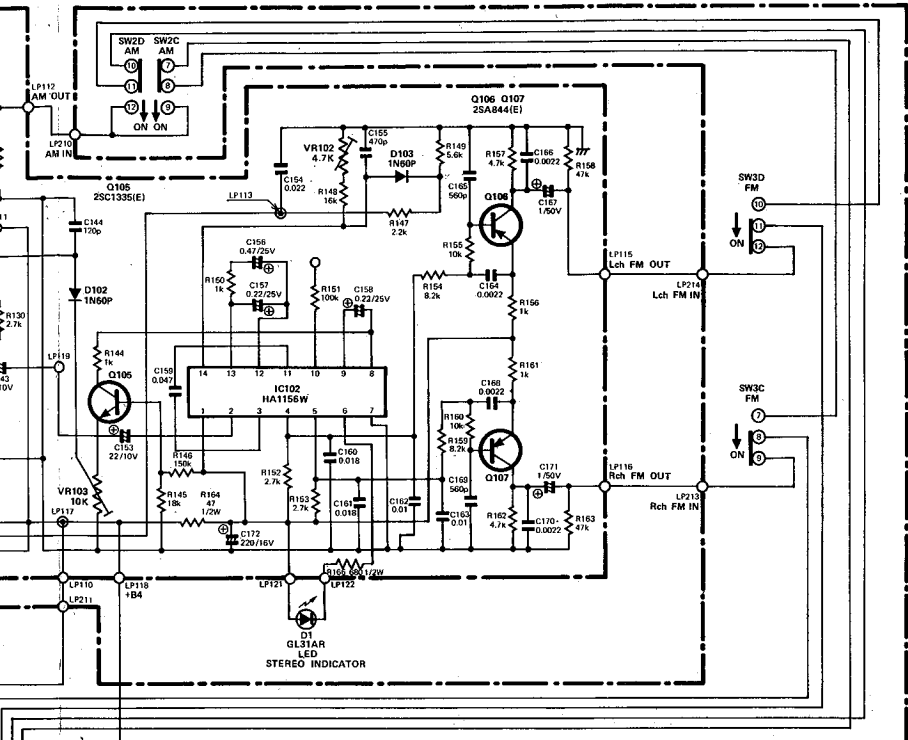 SW2D SW2C
AM AM
10 7
11 8
12 9
ON ON
LP112
AM OUT
LP210
AM IN
Q106 Q107
2SA844(E)
Q105
2SC1335(E)
VR102
4.7K
C155
470p
D103
1N60P
R149
5.6k
R157
4.7k
C166
0.0022
R158
47k
C154
0.022
R148
16k
C165
560p
C167
1/50V
LP113
R147
2.2k
Q106
C144
120p
C156
0.47/25V
R150
1k
C157
0.22/25V
R151
100k
C158
0.22/25V
R155
10k
R154
8.2k
C164
0.0022
R156
1k
LP115
Lch FM OUT
LP214
Lch FM IN
SW3D
FM
10
11
12
ON
D102
1N60P
R130
2.7k
R144
1k
LP119
Q105
C159
0.047
14 13 12 11 10 9 8
IC102
HA1156W
1 2 3 4 5 6 7
R161
1k
C168
0.0022
R160
10k
R159
8.2k
Q107
SW3C
FM
7
8
9
ON
43
10V
C153
22/10V
R146
150k
R145
18k
R164
47
1/2W
C172
220/16V
R152
2.7k
R153
2.7k
C160
0.018
C161
0.018
C162
0.01
C163
0.01
C169
560p
C171
1/50V
R162
4.7k
C170
0.0022
R163
47k
LP116
Rch FM OUT
LP213
Rch FM IN
VR103
10K
LP117
LP110
LP118
+B4
LP211
LP121
R166 680 1/2W
LP122
D1
GL31AR
LED
STEREO INDICATOR